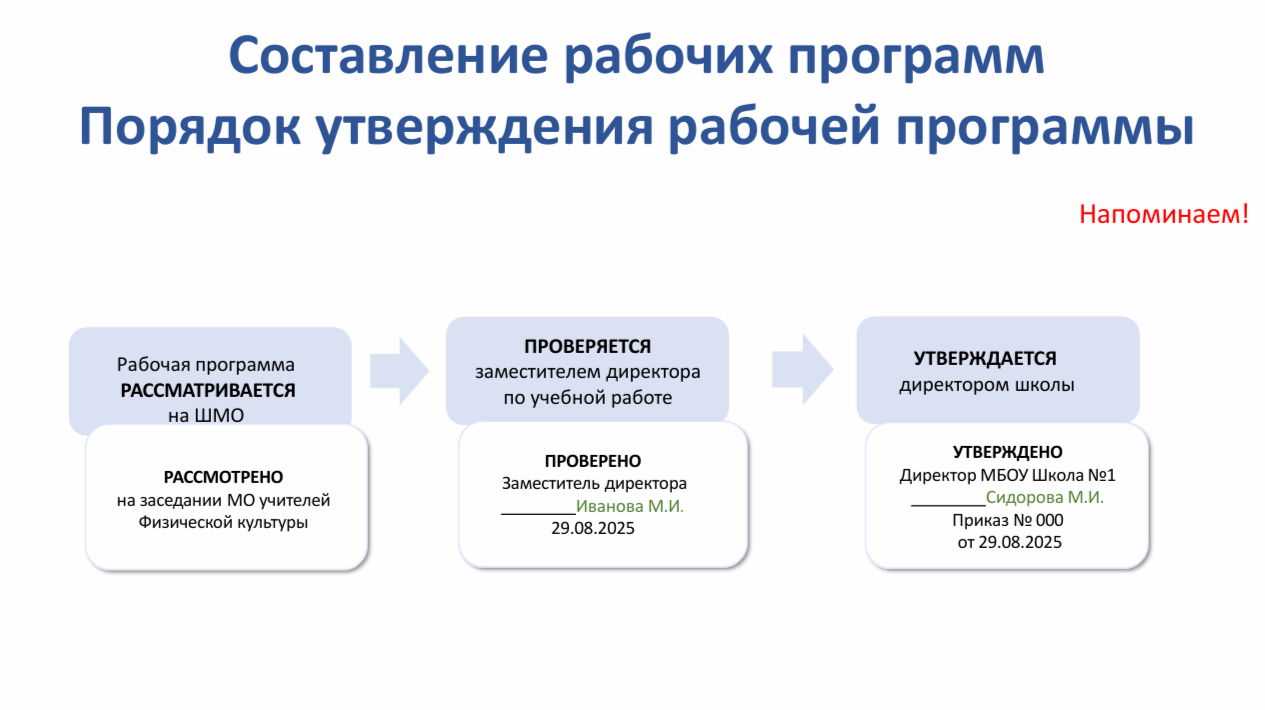 Составление рабочих программ
Порядок утверждения рабочей программы
Напоминаем!
Рабочая программа
РАССМАТРИВАЕТСЯ
на ШМО
РАССМОТРЕНО
на заседании МО учителей
Физической культуры
ПРОВЕРЯЕТСЯ
заместителем директора
по учебной работе
ПРОВЕРЕНО
Заместитель директора
_________Иванова М.И.
29.08.2025
УТВЕРЖДАЕТСЯ
директором школы
УТВЕРЖДЕНО
Директор МБОУ Школа №1
_________Сидорова М.И.
Приказ № 000
от 29.08.2025